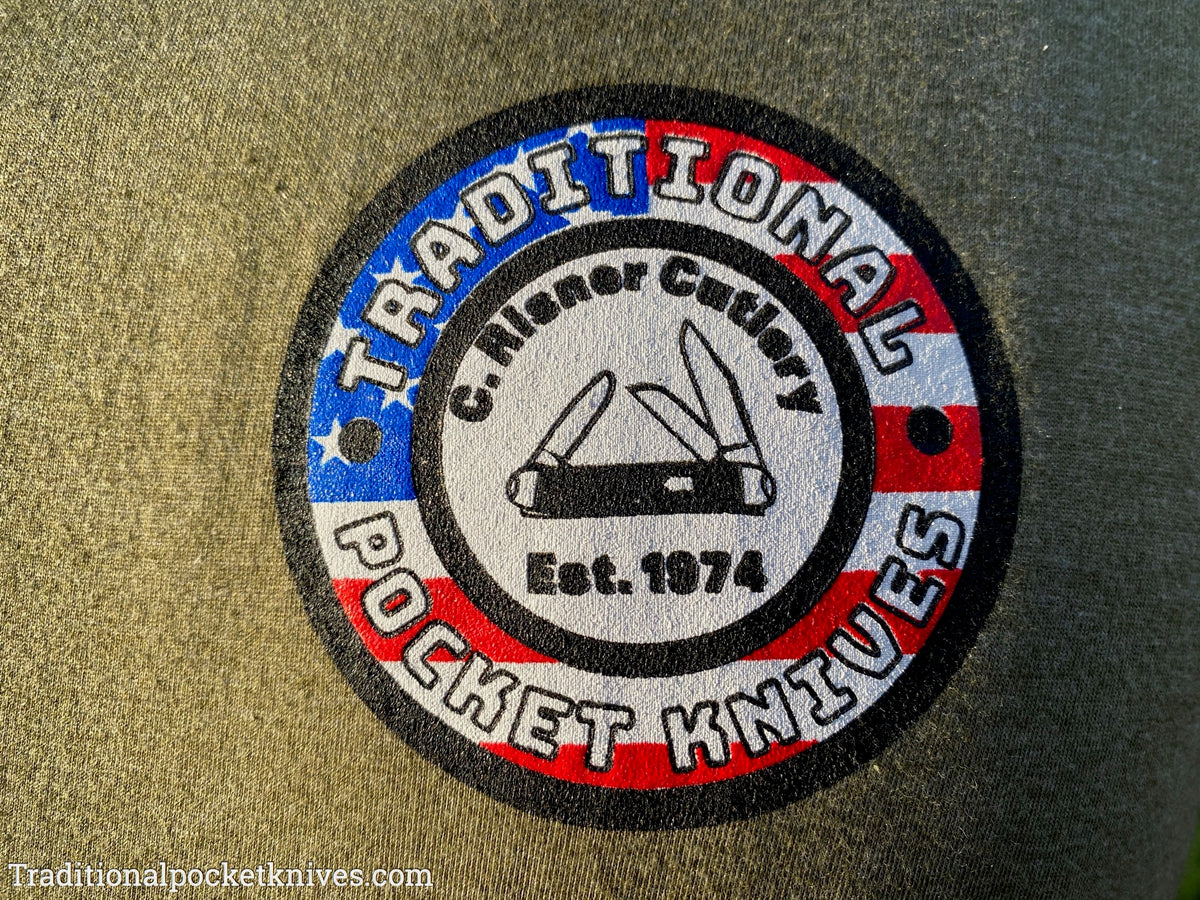 TRADITIONAL
C. Risner Cutlery
Est. 1974
POCKET KNIVES
Traditionalpocketknives.com